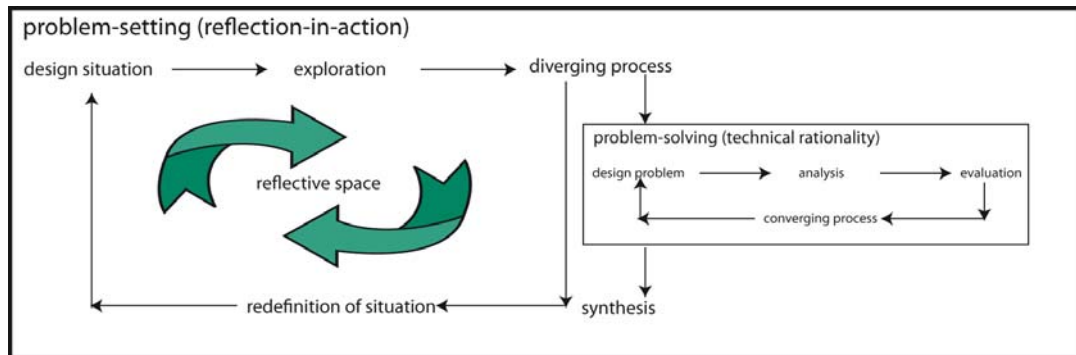 problem-setting (reflection-in-action)
design situation exploration diverging process
problem-solving (technical rationality)
design problem analysis evaluation
reflective space
converging process
redefinition of situation synthesis